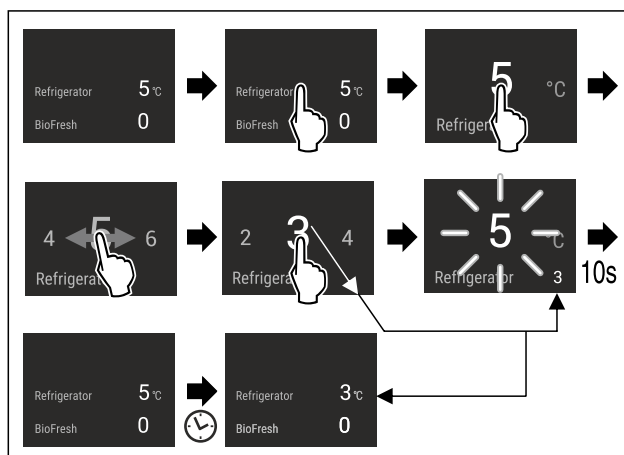 Refrigerator 5 °C
BioFresh 0
Refrigerator 5 °C
BioFresh 0
5 °C
Refriger
4 5 6
Refrigera
2 3 4
Refrigera
5 °C
Refrigerator 3
10s
Refrigerator 5 °C
BioFresh 0
Refrigerator 3 °C
BioFresh 0